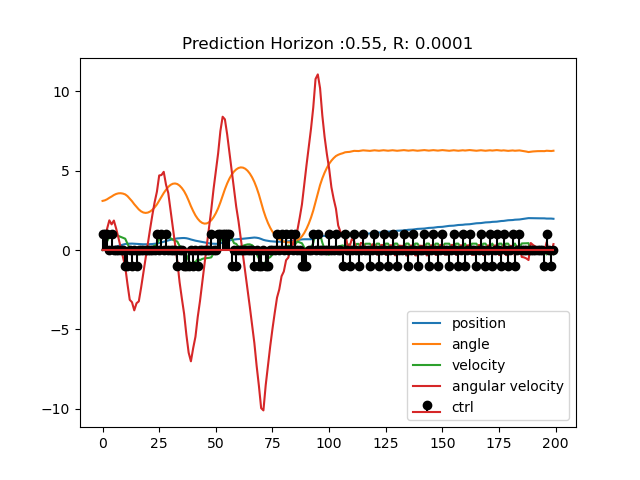 Prediction Horizon :0.55, R: 0.0001
10
5
0
−5
−10
position
angle
velocity
angular velocity
ctrl
0 25 50 75 100 125 150 175 200